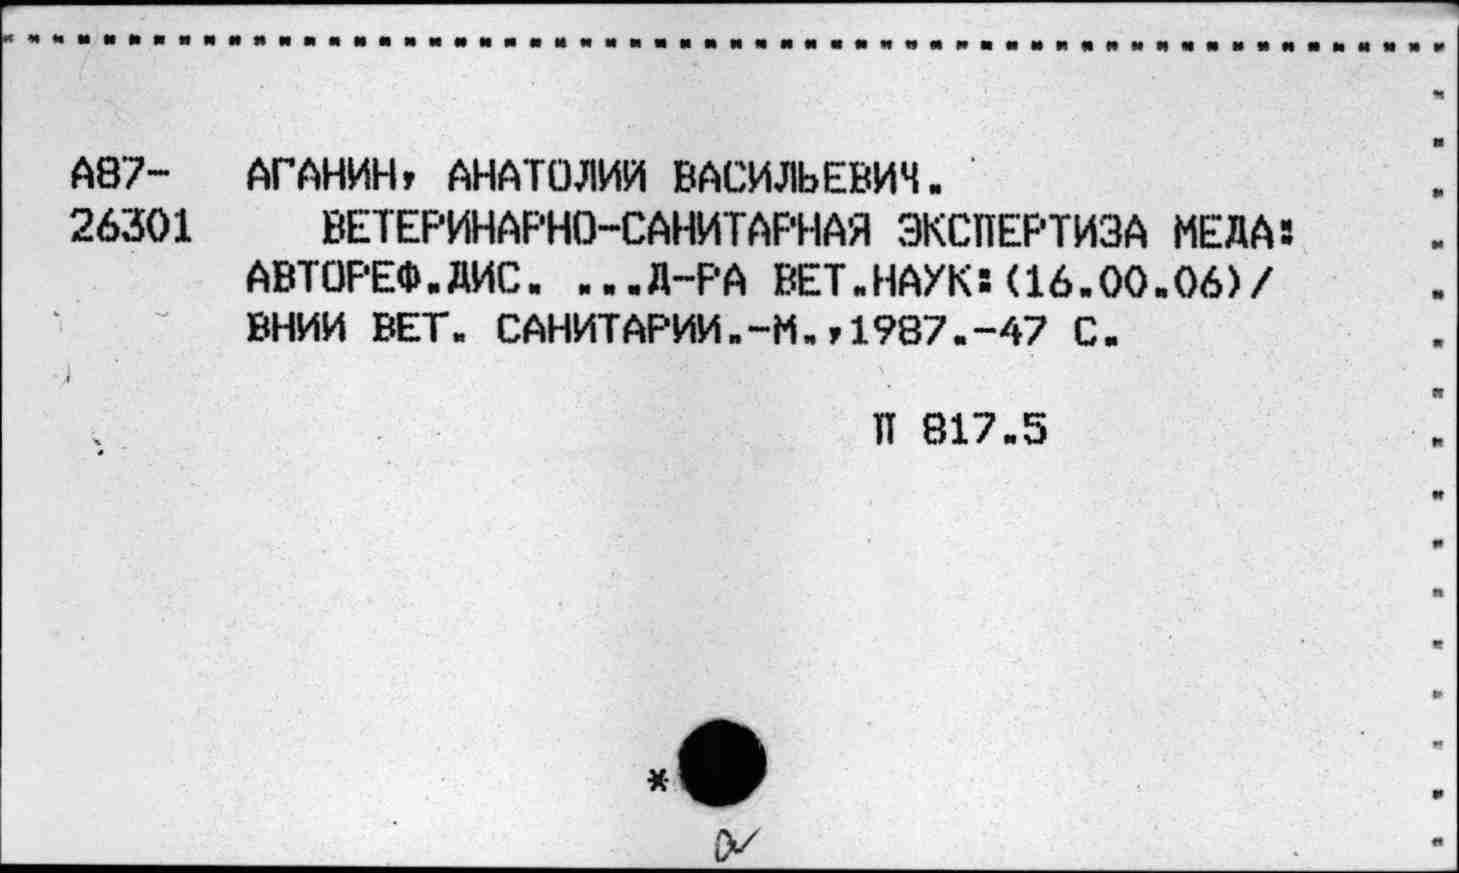 А87- АГАНИН, АНАТОЛИЙ ВАСИЛЬЕВИЧ.
26301 ВЕТЕРИНАРНО-САНИТАРНАЯ ЭКСПЕРТИЗА МЕДА:
АВТОРЕФ.ДИС. ...Д-РА ВЕТ.НАУК:(16.00.06)/
ВНИИ ВЕТ. САНИТАРИИ.-М.,1987.-47 С.
П 817.5
*